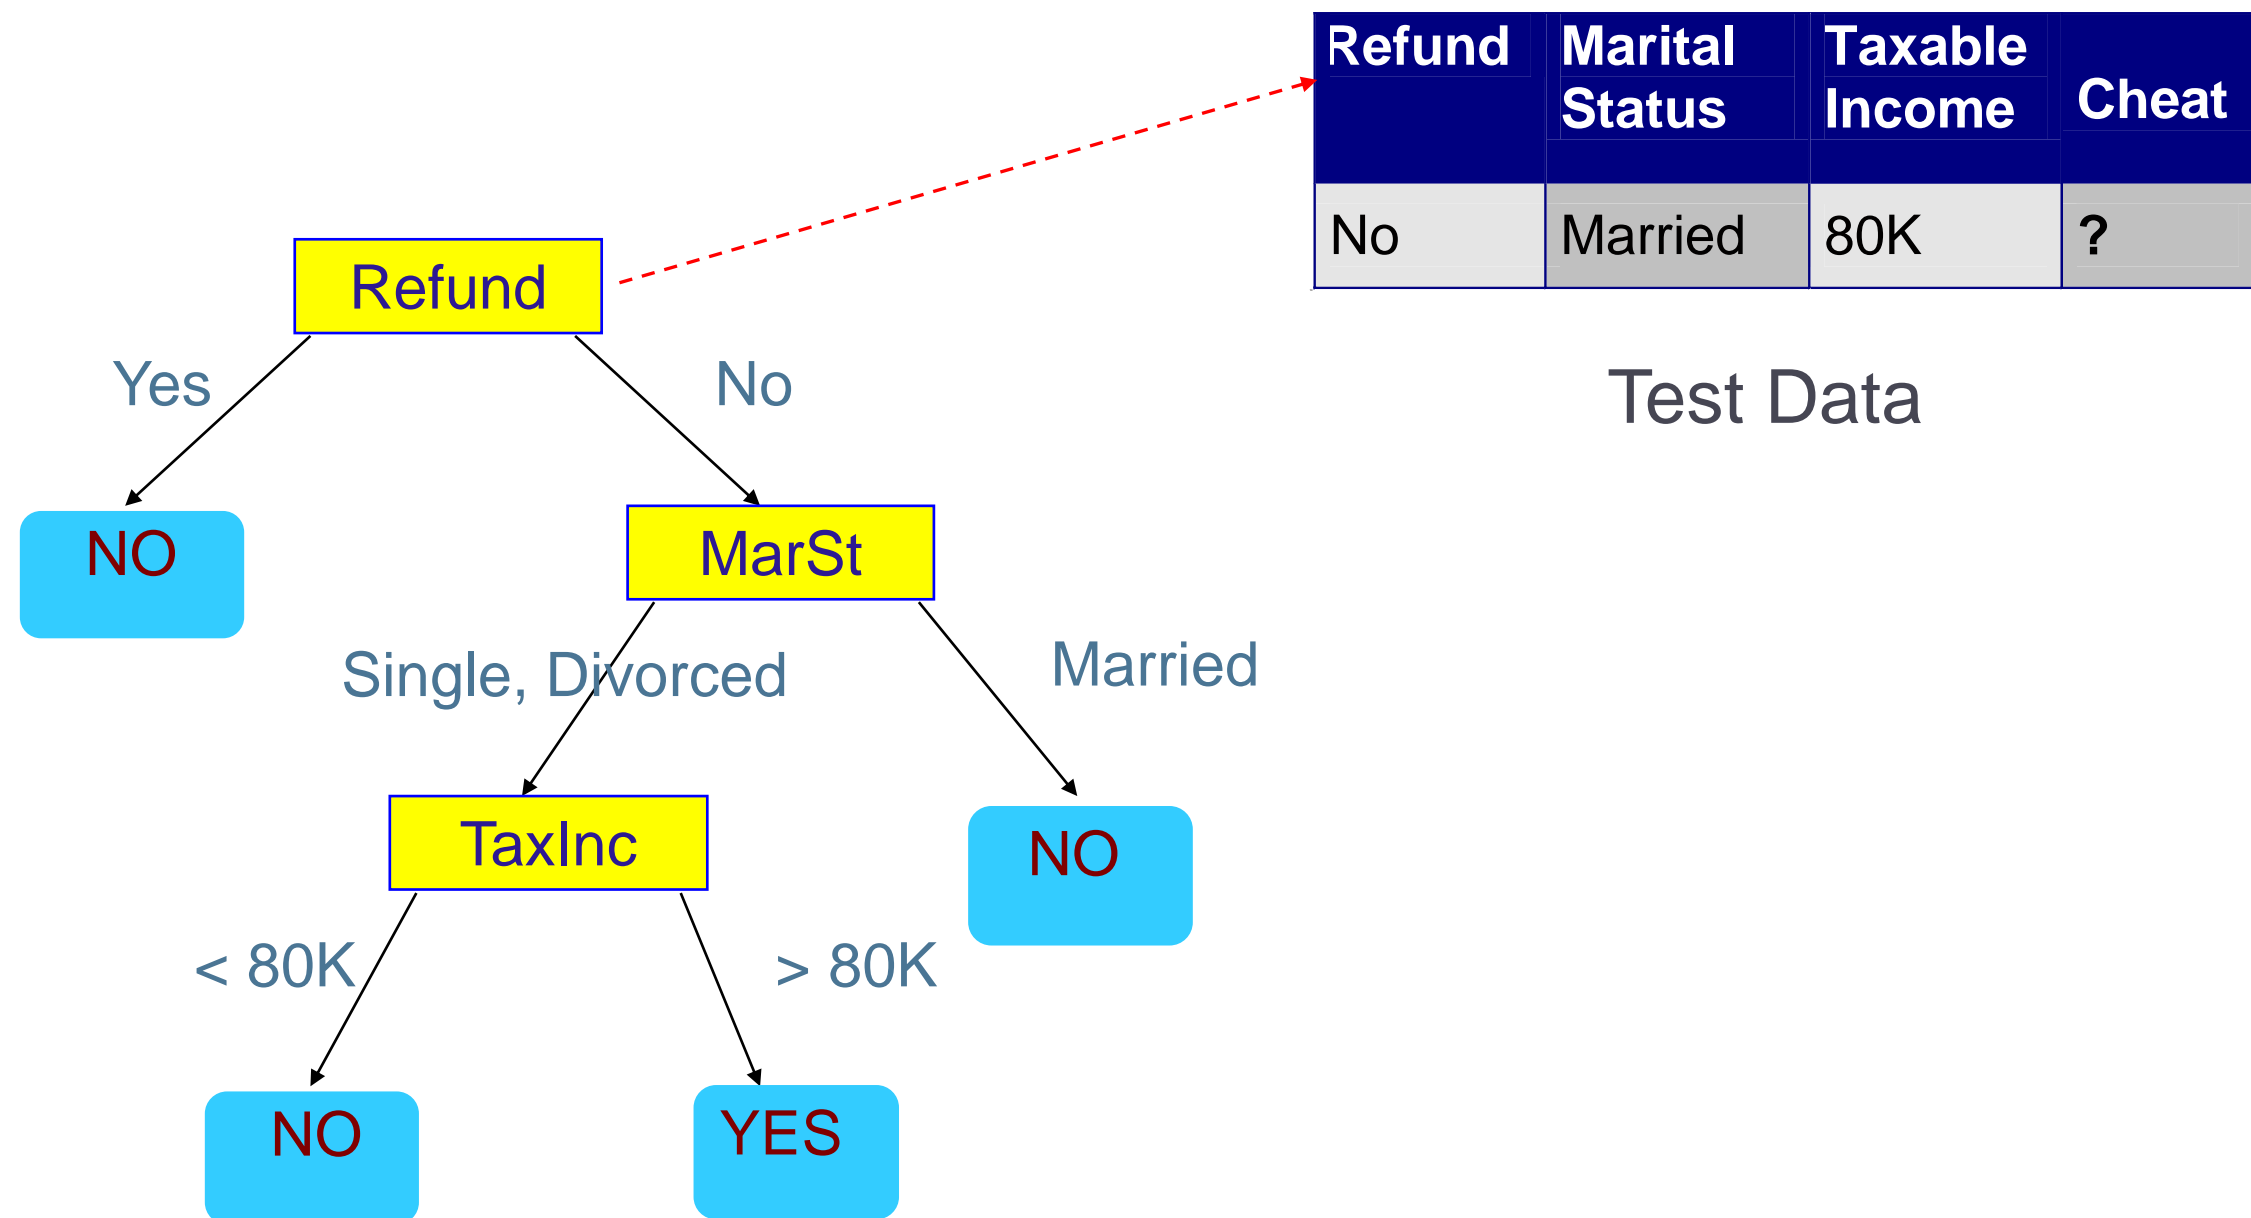 Refund Marital Taxable
Status Income Cheat
No Married 80K ?
Test Data
Refund
Yes No
NO
MarSt
Single, Divorced Married
TaxInc
NO
< 80K > 80K
NO YES